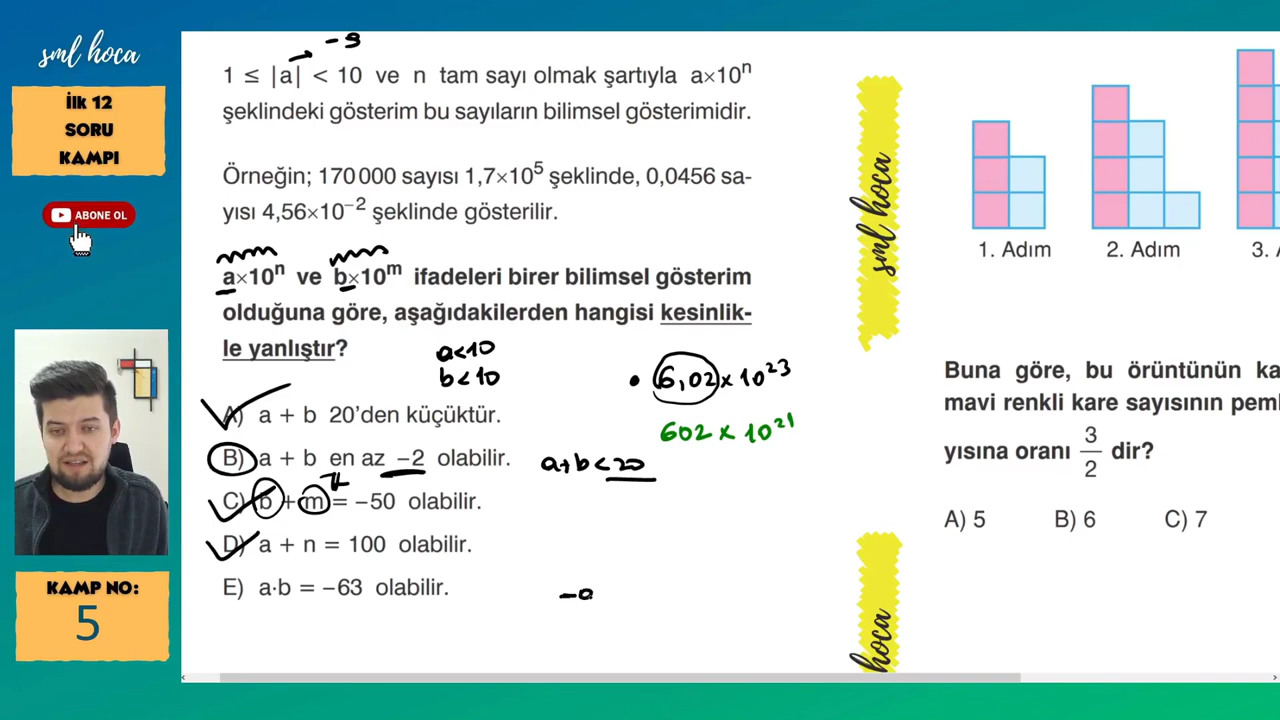 sml hoca
İlk 12
SORU
KAMPI
ABONE OL
KAMP NO:
5
-9
1 ≤ |a| < 10 ve n tam sayı olmak şartıyla a×10ⁿ
şeklindeki gösterim bu sayıların bilimsel gösterimidir.
Örneğin; 170 000 sayısı 1,7×10⁵ şeklinde, 0,0456 sa-
yısı 4,56×10⁻² şeklinde gösterilir.
a×10ⁿ ve b×10ᵐ ifadeleri birer bilimsel gösterim
olduğuna göre, aşağıdakilerden hangisi kesinlik-
le yanlıştır?
a<10
b<10
A) a + b 20'den küçüktür.
B) a + b en az −2 olabilir.
C) b + m = −50 olabilir.
D) a + n = 100 olabilir.
E) a·b = −63 olabilir.
• 6,02 × 10²³
602 × 10²¹
a+b < 20
sml hoca
hoca
1. Adım
2. Adım
3.
Buna göre, bu örüntünün
mavi renkli kare sayısının
yısına oranı 3/2 dir?
A) 5
B) 6
C) 7